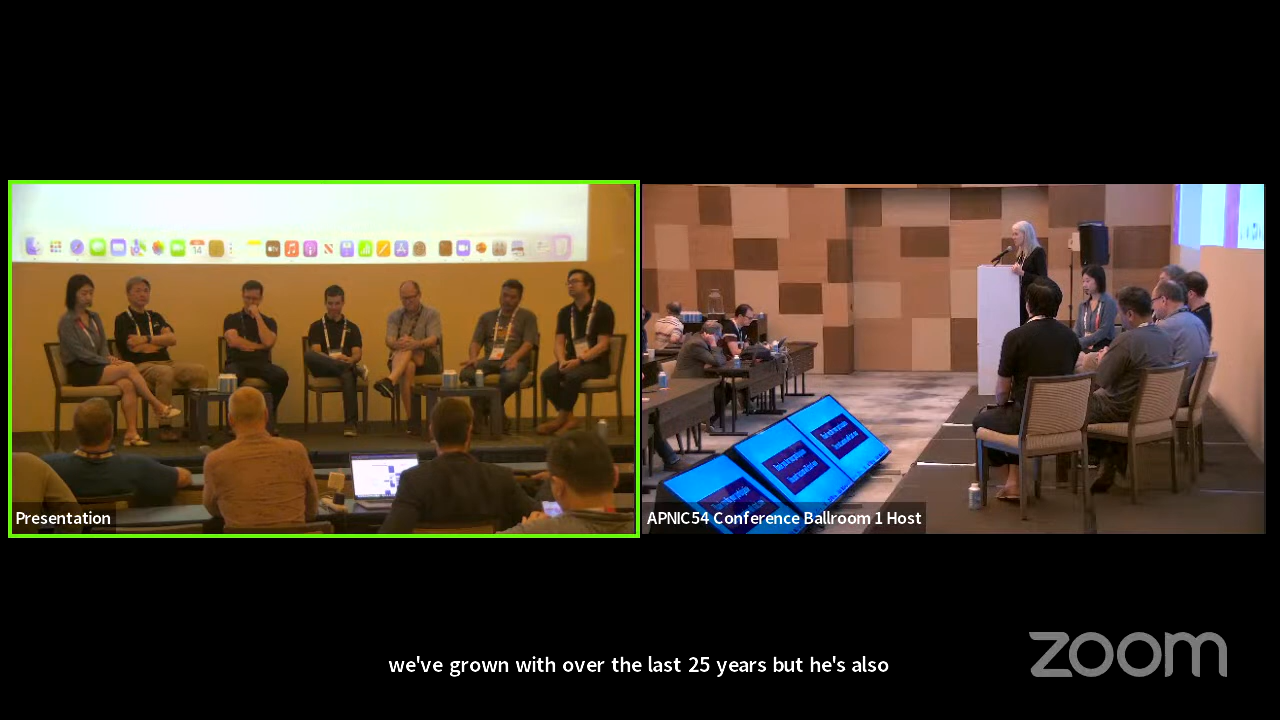 14
Presentation
APNIC54 Conference Ballroom 1 Host
we've grown with over the last 25 years but he's also
zoom